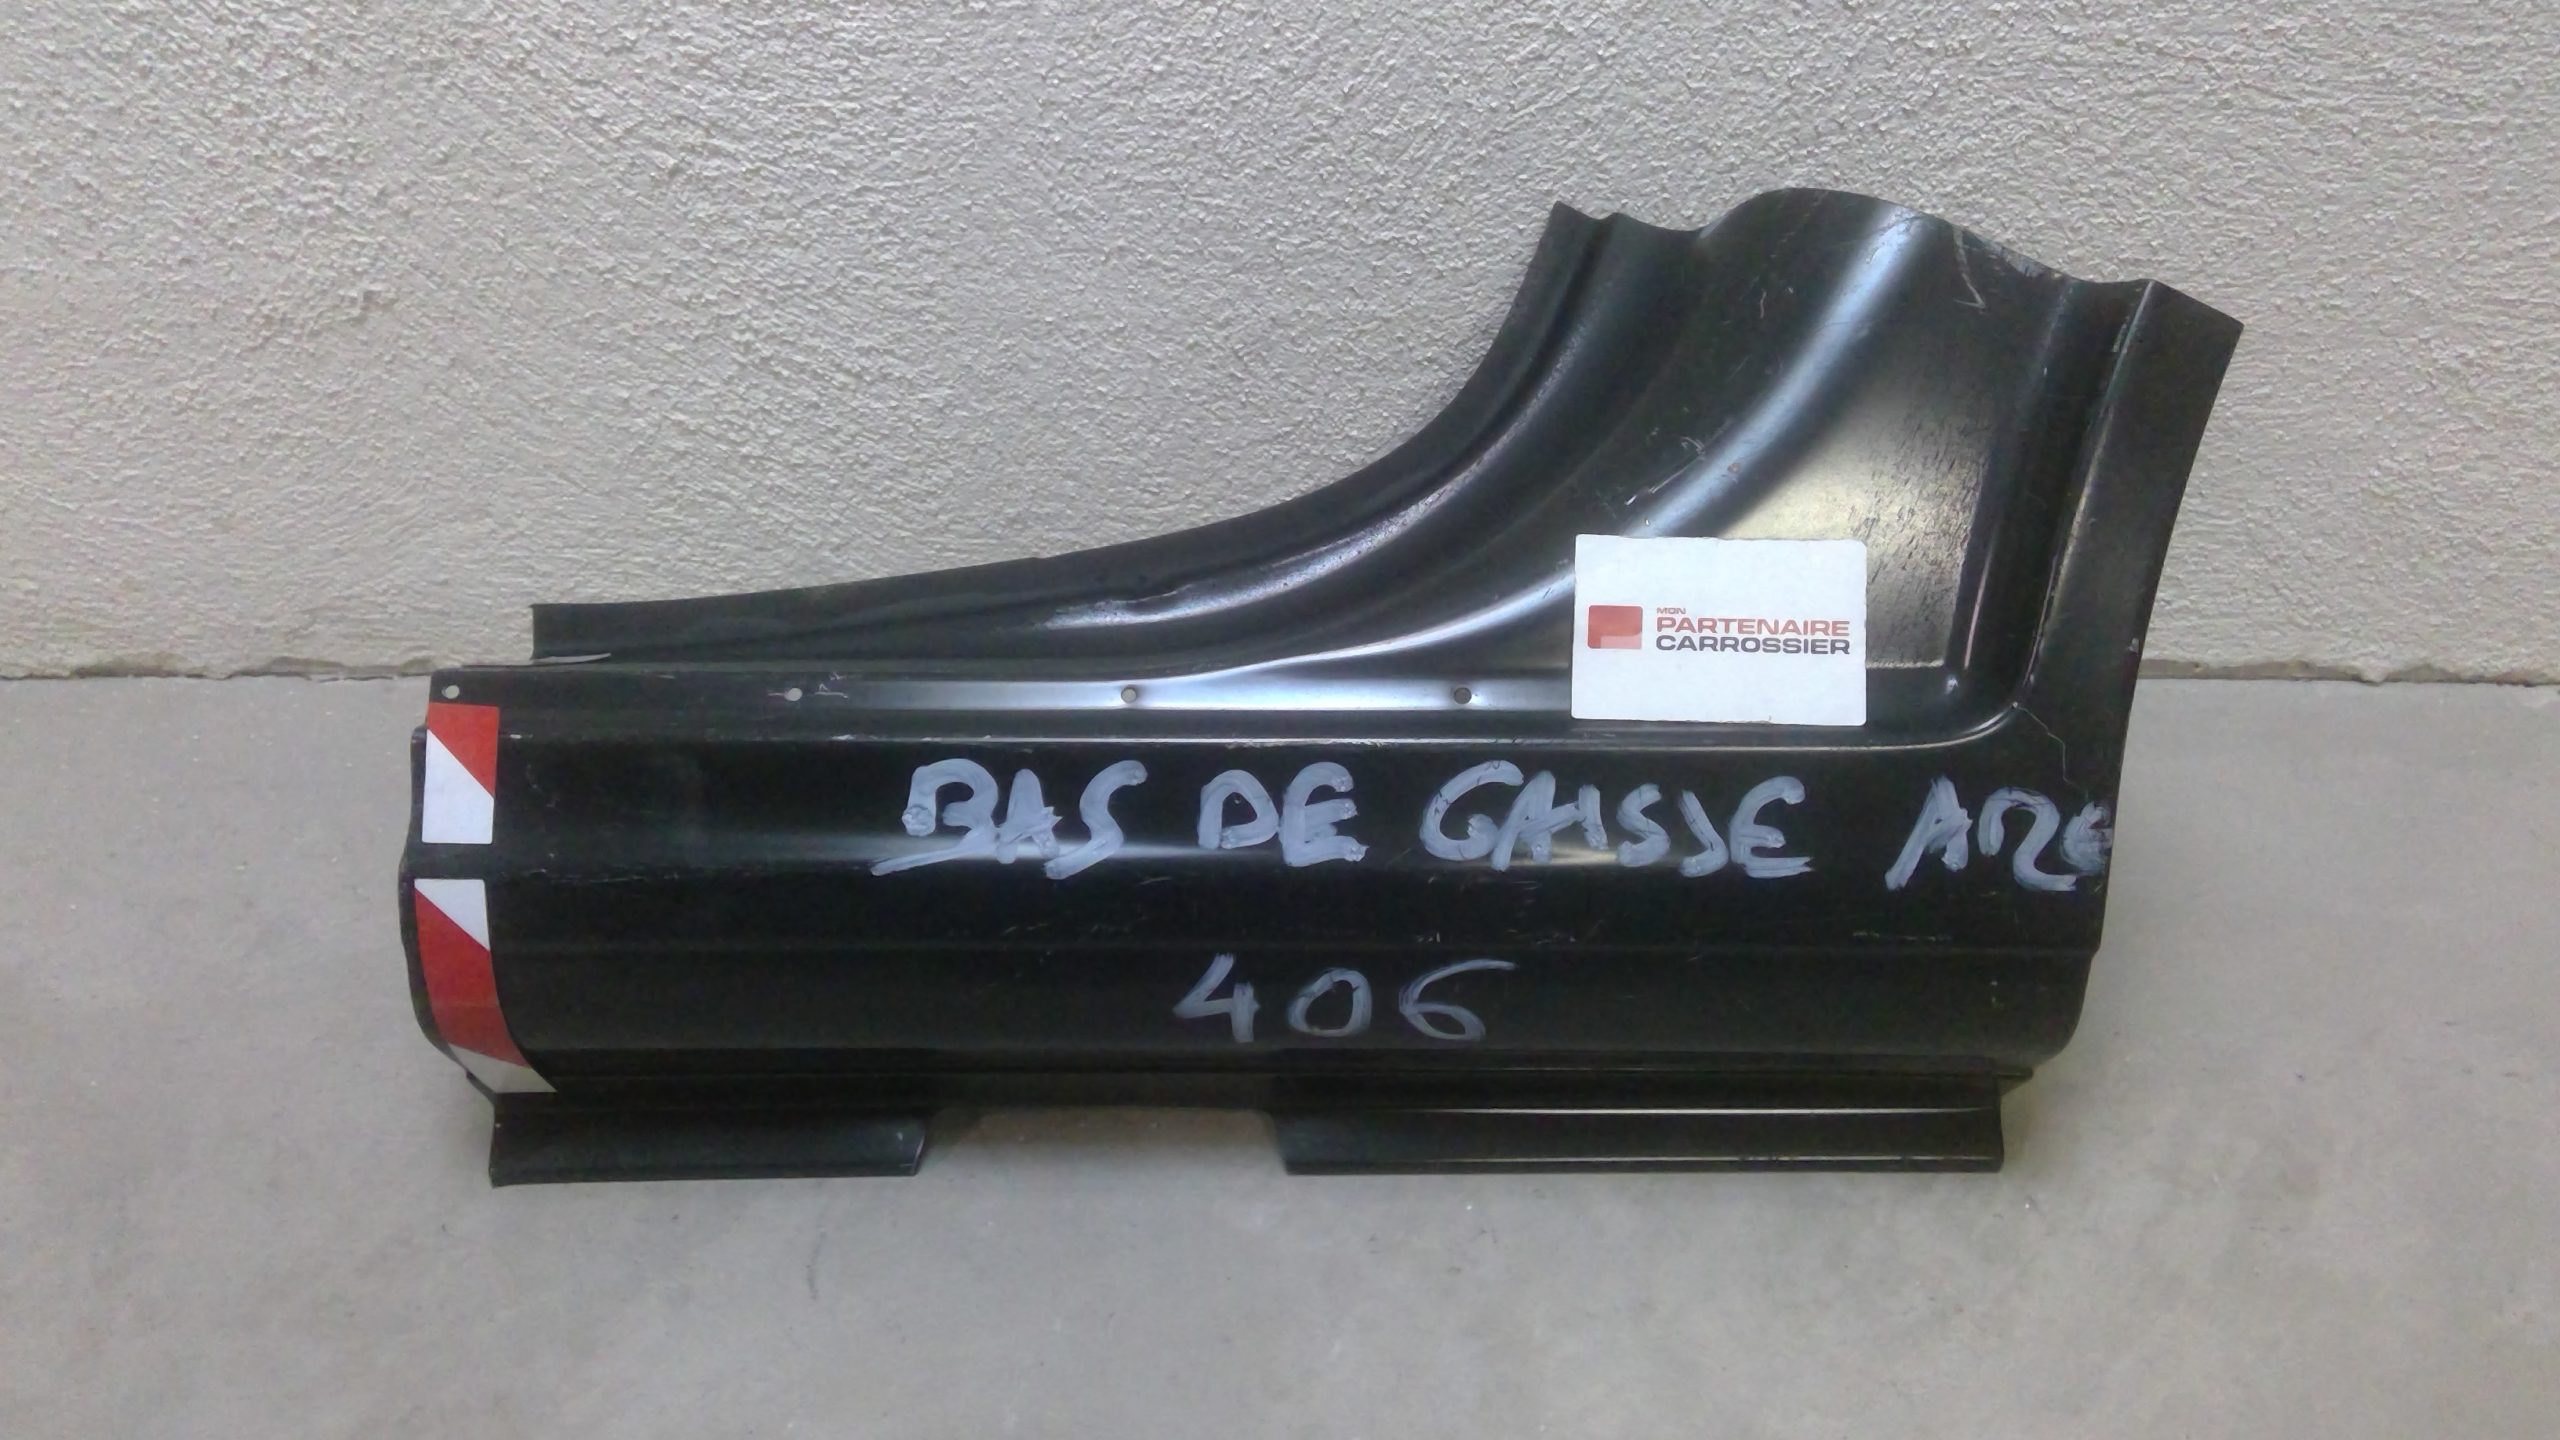 MON
PARTENAIRE
CARROSSIER
BAS DE CAISSE ARG
406